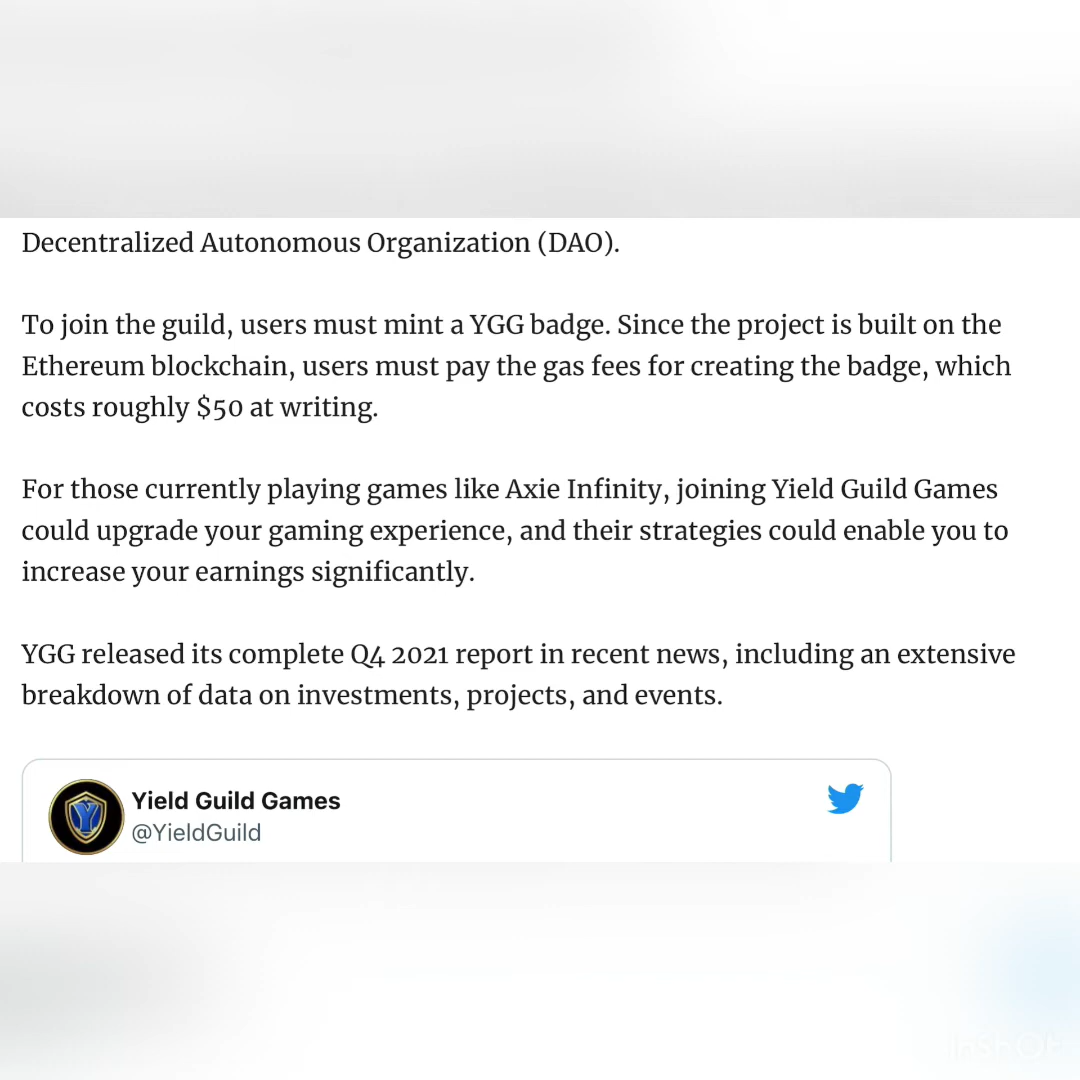 Decentralized Autonomous Organization (DAO).
To join the guild, users must mint a YGG badge. Since the project is built on the
Ethereum blockchain, users must pay the gas fees for creating the badge, which
costs roughly $50 at writing.
For those currently playing games like Axie Infinity, joining Yield Guild Games
could upgrade your gaming experience, and their strategies could enable you to
increase your earnings significantly.
YGG released its complete Q4 2021 report in recent news, including an extensive
breakdown of data on investments, projects, and events.
Yield Guild Games
@YieldGuild